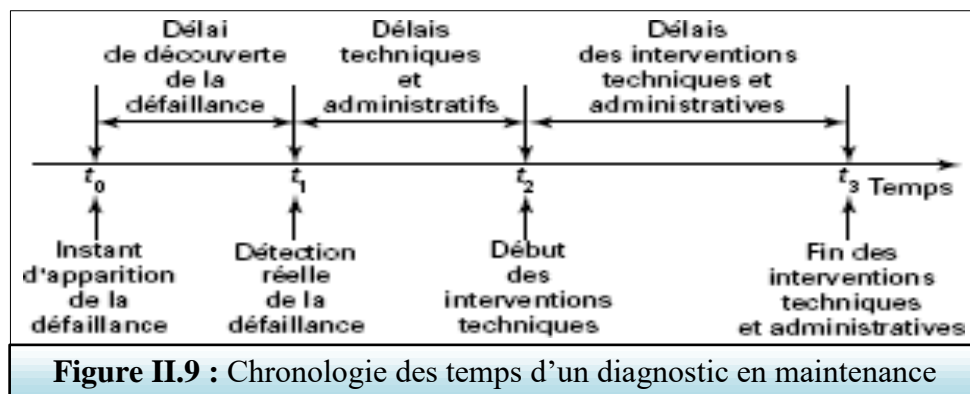 Délai
de découverte
de la
défaillance
Délais
techniques
et
administratifs
Délais
des interventions
techniques et
administratives
t0
t1
t2
t3 Temps
Instant
d'apparition
de la
défaillance
Détection
réelle
de la
défaillance
Début
des
interventions
techniques
Fin des
interventions
techniques
et administratives
Figure II.9 : Chronologie des temps d’un diagnostic en maintenance